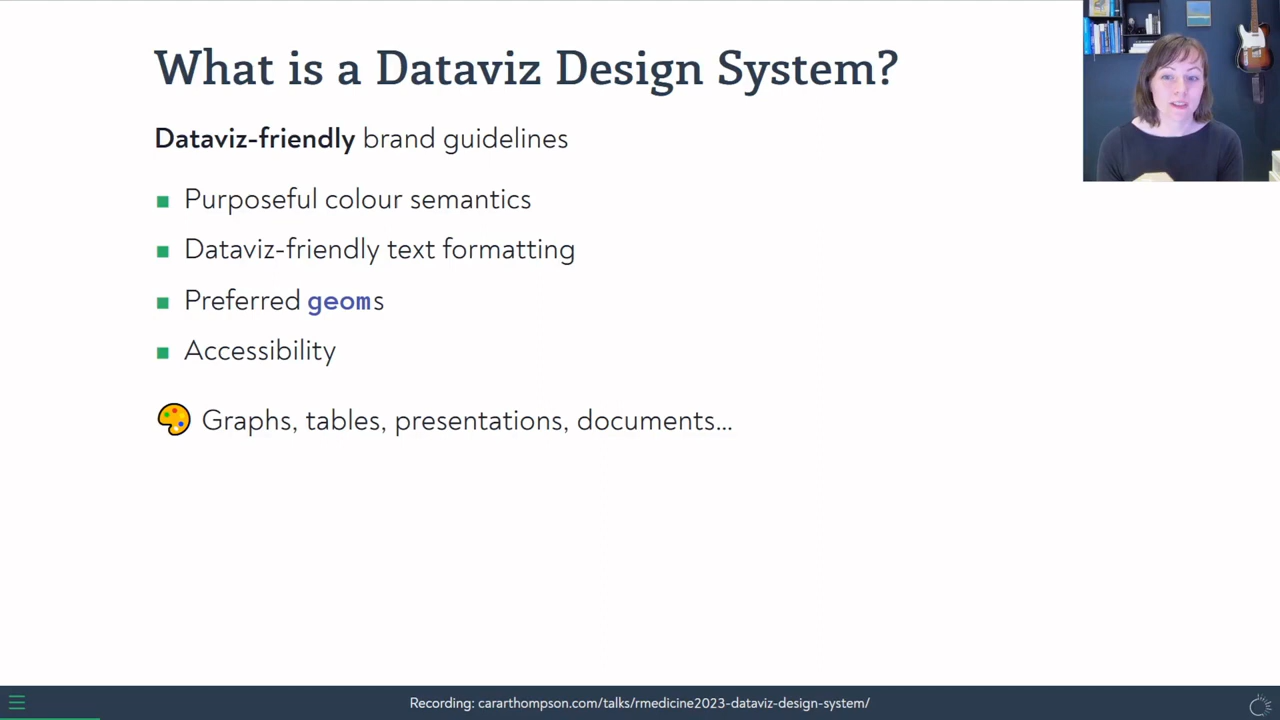 What is a Dataviz Design System?
Dataviz-friendly brand guidelines
Purposeful colour semantics
Dataviz-friendly text formatting
Preferred geoms
Accessibility
Graphs, tables, presentations, documents...
Recording: cararthompson.com/talks/rmedicine2023-dataviz-design-system/